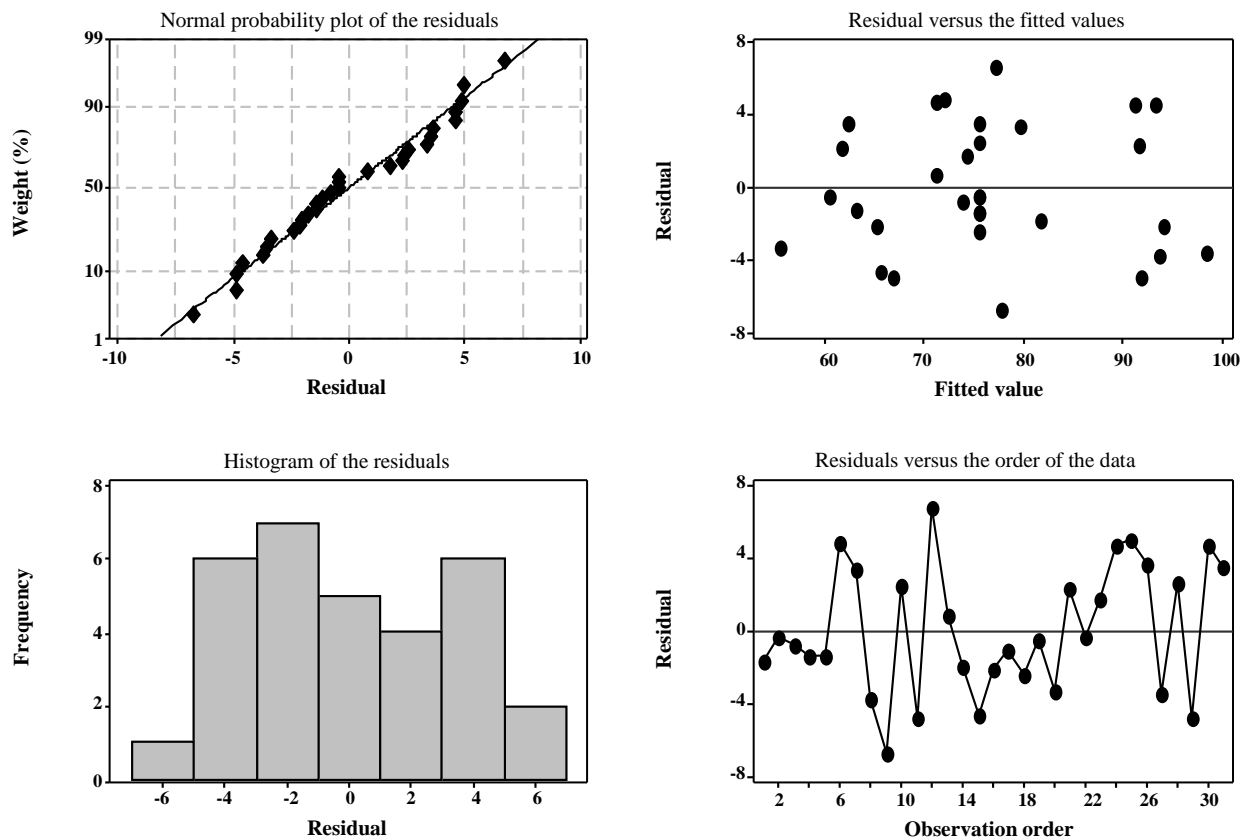 Normal probability plot of the residuals
99
90
50
10
1
Weight (%)
-10 -5 0 5 10
Residual
Residual versus the fitted values
8
4
0
-4
-8
Residual
60 70 80 90 100
Fitted value
Histogram of the residuals
8
6
4
2
0
Frequency
-6 -4 -2 0 2 4 6
Residual
Residuals versus the order of the data
8
4
0
-4
-8
Residual
2 6 10 14 18 22 26 30
Observation order